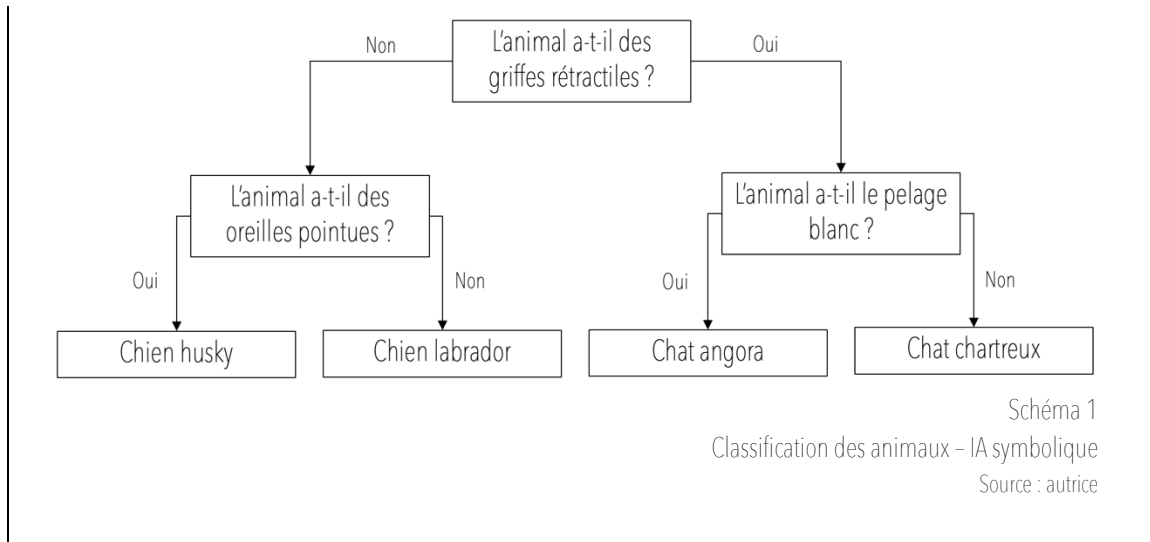 L'animal a-t-il des
griffes rétractiles ?
Non
Oui
L'animal a-t-il des
oreilles pointues ?
L'animal a-t-il le pelage
blanc ?
Oui
Non
Oui
Non
Chien husky
Chien labrador
Chat angora
Chat chartreux
Schéma 1
Classification des animaux – IA symbolique
Source : autrice